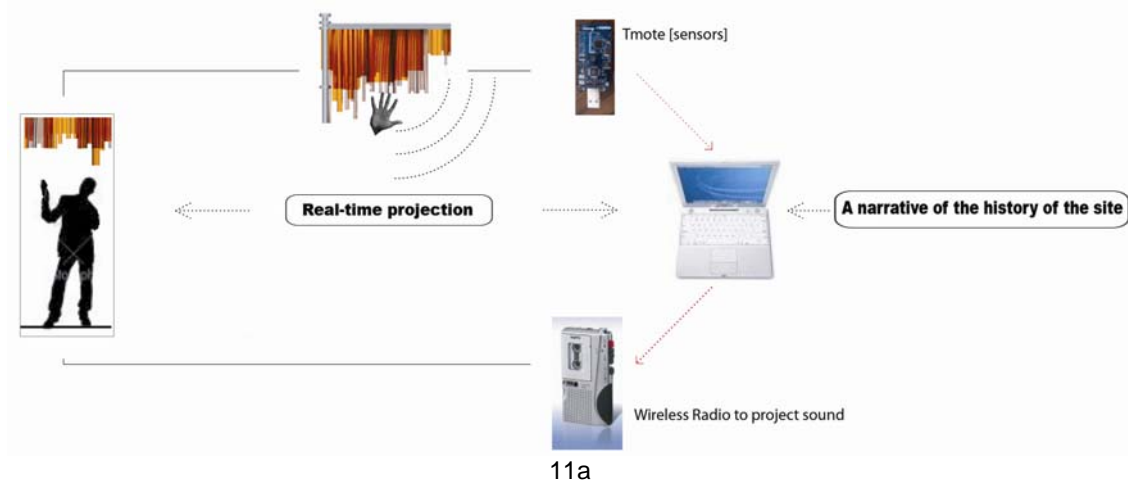 Tmote [sensors]
Real-time projection
A narrative of the history of the site
Wireless Radio to project sound
11a